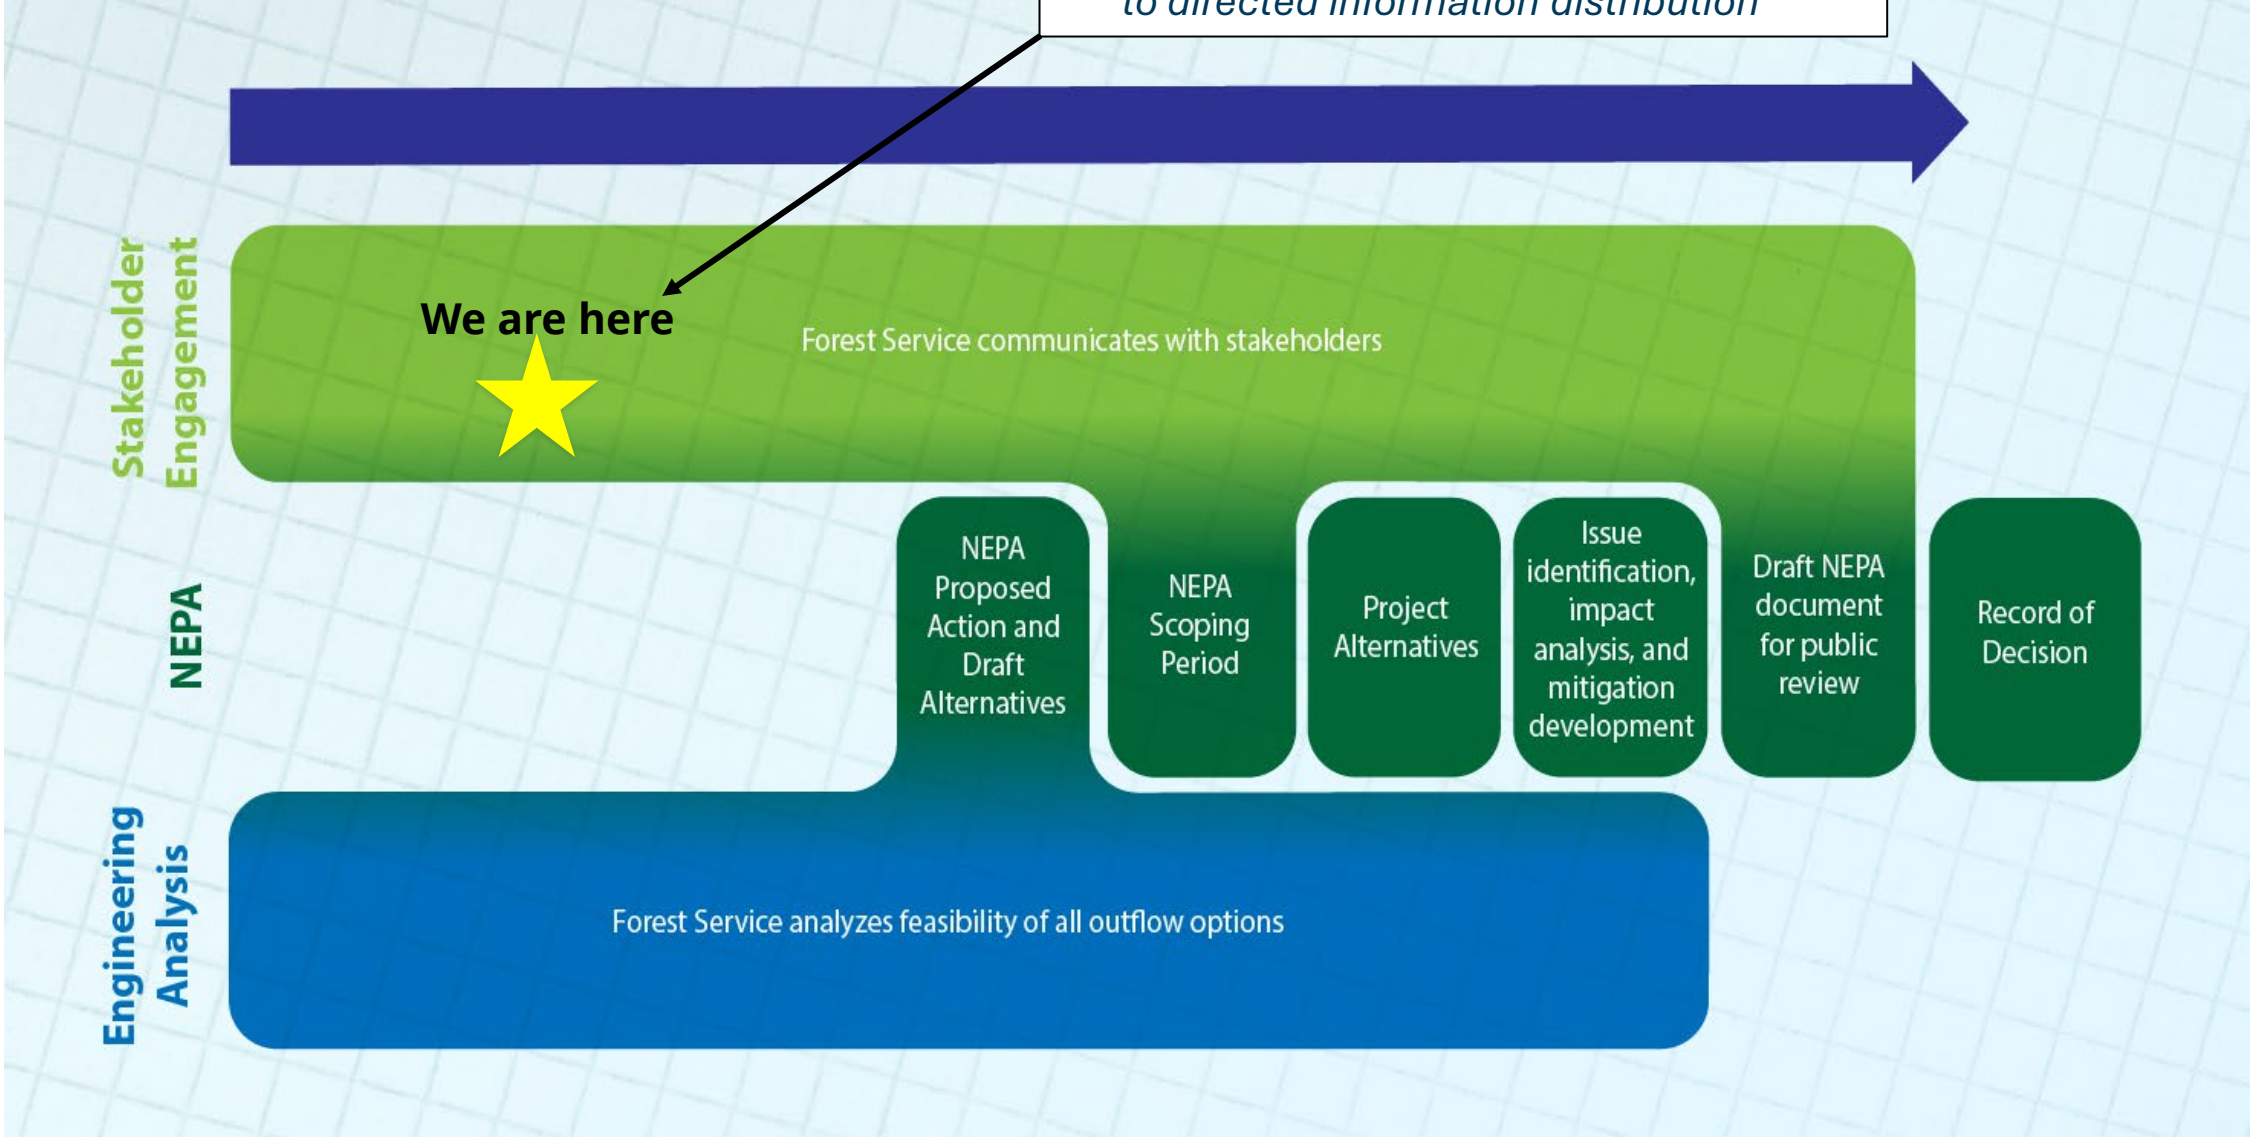 to directed information distribution
Stakeholder
Engagement
We are here
Forest Service communicates with stakeholders
NEPA
NEPA
Proposed
Action and
Draft
Alternatives
NEPA
Scoping
Period
Project
Alternatives
Issue
identification,
impact
analysis, and
mitigation
development
Draft NEPA
document
for public
review
Record of
Decision
Engineering
Analysis
Forest Service analyzes feasibility of all outflow options